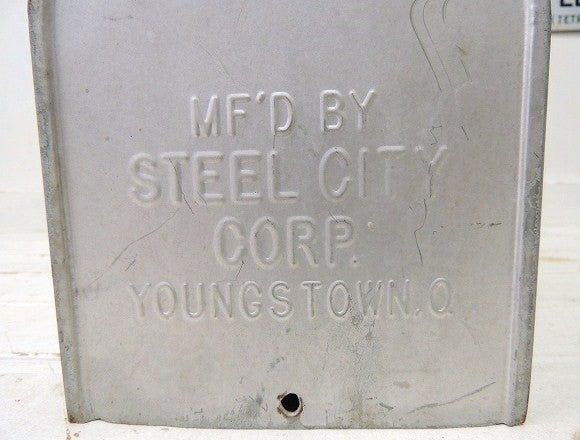 MF'D BY
STEEL CITY
CORP.
YOUNGSTOWN.O